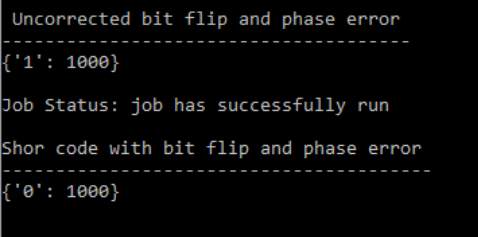 Uncorrected bit flip and phase error
--------------------------------------
{'1': 1000}
Job Status: job has successfully run
Shor code with bit flip and phase error
----------------------------------------
{'0': 1000}